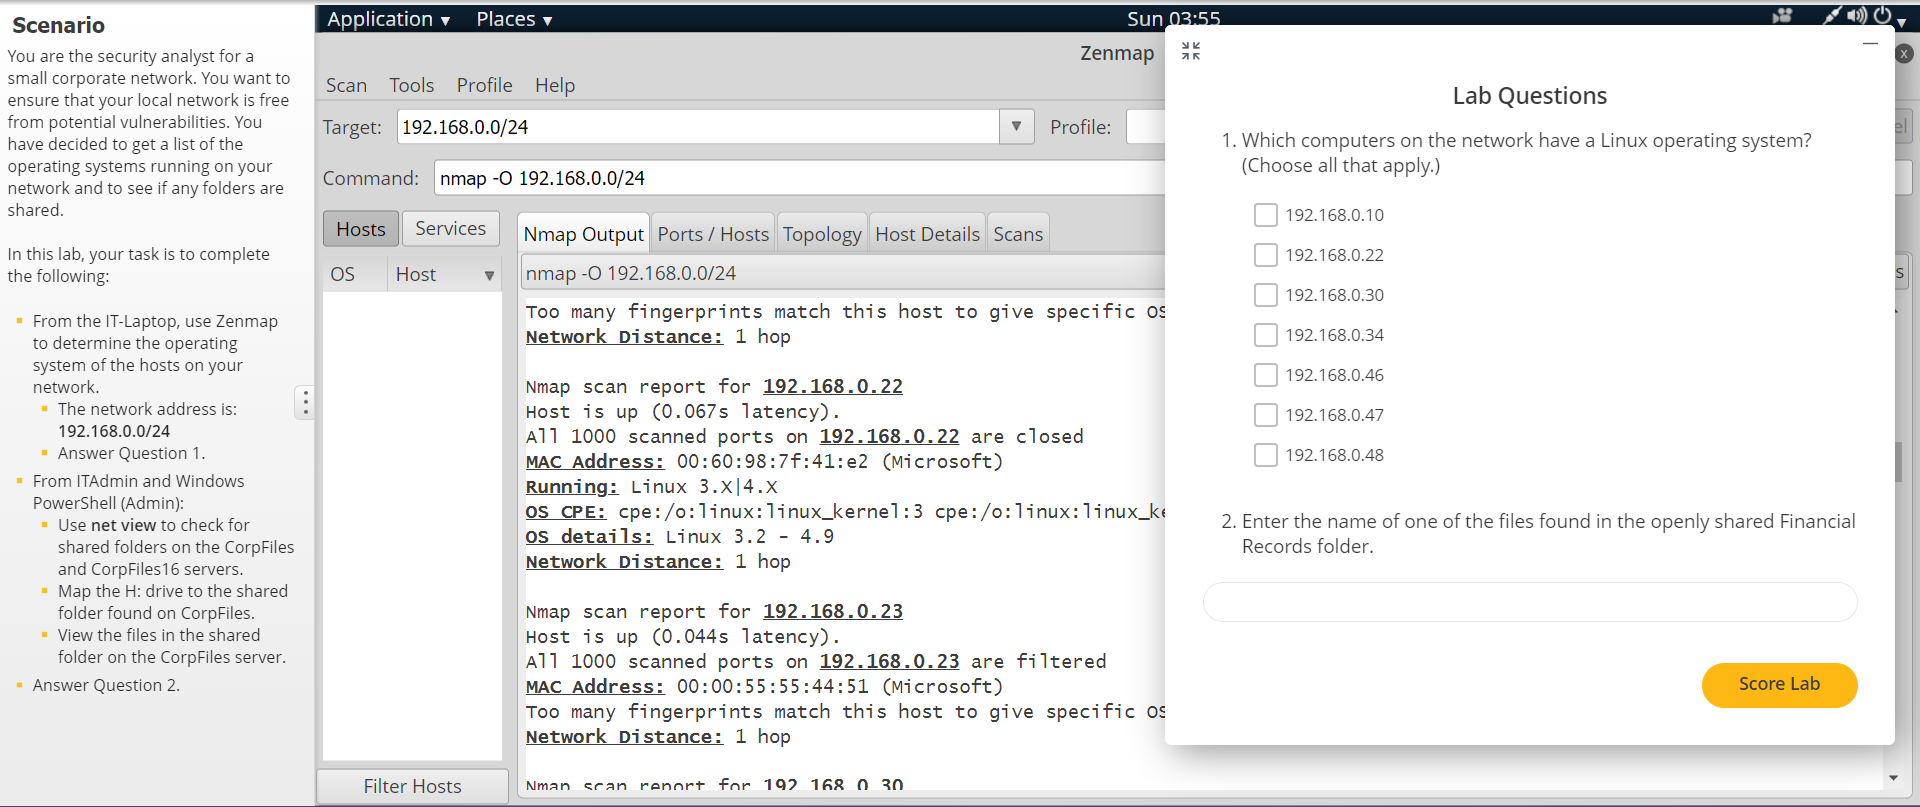 Scenario
You are the security analyst for a
small corporate network. You want to
ensure that your local network is free
from potential vulnerabilities. You
have decided to get a list of the
operating systems running on your
network and to see if any folders are
shared.
In this lab, your task is to complete
the following:
From the IT-Laptop, use Zenmap
to determine the operating
system of the hosts on your
network.
The network address is:
192.168.0.0/24
Answer Question 1.
From ITAdmin and Windows
PowerShell (Admin):
Use net view to check for
shared folders on the CorpFiles
and CorpFiles16 servers.
Map the H: drive to the shared
folder found on CorpFiles.
View the files in the shared
folder on the CorpFiles server.
Answer Question 2.
Application ▾ Places ▾ Sun 03:55
Zenmap
Scan Tools Profile Help
Target: 192.168.0.0/24 Profile:
Command: nmap -O 192.168.0.0/24
Hosts Services
OS Host
Filter Hosts
Nmap Output Ports / Hosts Topology Host Details Scans
nmap -O 192.168.0.0/24
Too many fingerprints match this host to give specific OS
Network Distance: 1 hop
Nmap scan report for 192.168.0.22
Host is up (0.067s latency).
All 1000 scanned ports on 192.168.0.22 are closed
MAC Address: 00:60:98:7f:41:e2 (Microsoft)
Running: Linux 3.X|4.X
OS CPE: cpe:/o:linux:linux_kernel:3 cpe:/o:linux:linux_ke
OS details: Linux 3.2 - 4.9
Network Distance: 1 hop
Nmap scan report for 192.168.0.23
Host is up (0.044s latency).
All 1000 scanned ports on 192.168.0.23 are filtered
MAC Address: 00:00:55:55:44:51 (Microsoft)
Too many fingerprints match this host to give specific OS
Network Distance: 1 hop
Nmap scan report for 192.168.0.30
Lab Questions
1. Which computers on the network have a Linux operating system?
(Choose all that apply.)
192.168.0.10
192.168.0.22
192.168.0.30
192.168.0.34
192.168.0.46
192.168.0.47
192.168.0.48
2. Enter the name of one of the files found in the openly shared Financial
Records folder.
Score Lab